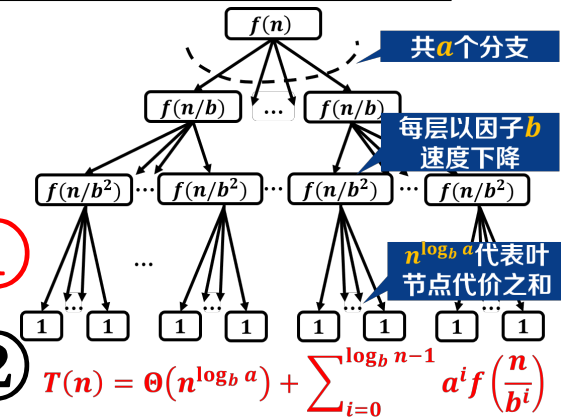 f(n)
共a个分支
f(n/b) ... f(n/b)
每层以因子b
速度下降
f(n/b²) ... f(n/b²) ... f(n/b²) ... f(n/b²)
n^{log_b a}代表叶
节点代价之和
...
... ... ... ...
1 1 1 1 1 1 1 1
2
T(n) = Θ(n^{log_b a}) + ∑_{i=0}^{log_b n−1} a^i f(n/b^i)